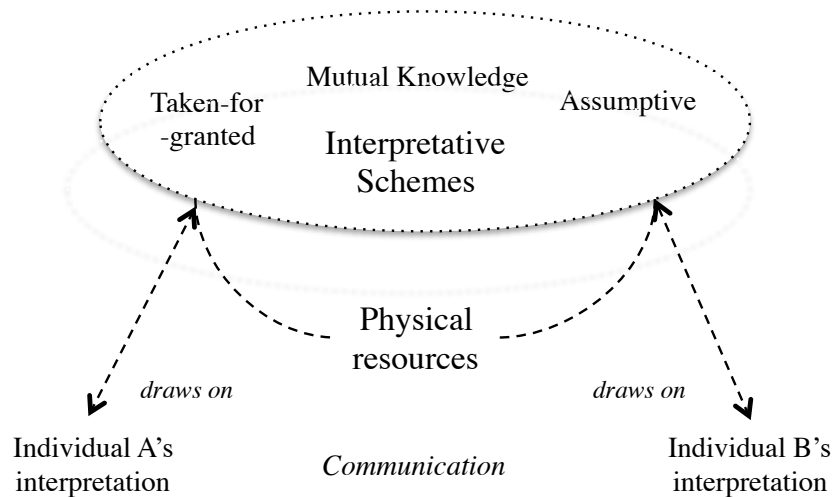 Mutual Knowledge
Taken-for
-granted
Assumptive
Interpretative
Schemes
Physical
resources
draws on
draws on
Individual A’s
interpretation
Communication
Individual B’s
interpretation